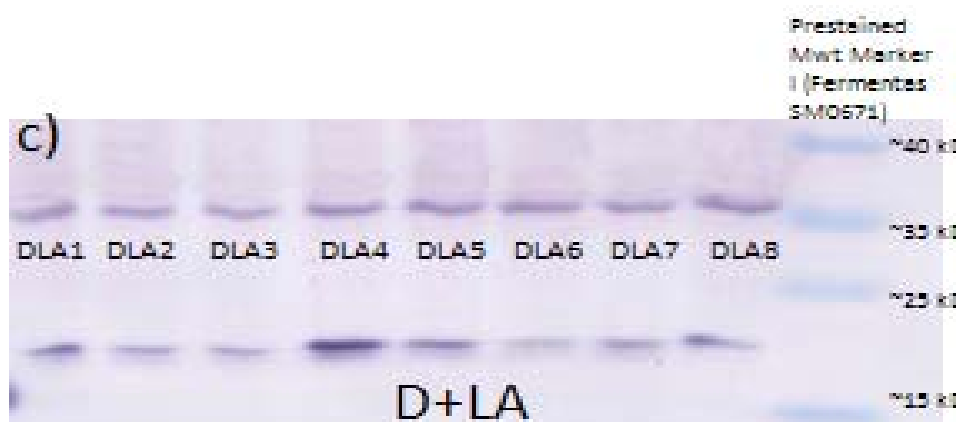 Prestained
Mwt Marker
I (Fermentas
SM0671)
c)
~40 k
~35 k
DLA1 DLA2 DLA3 DLA4 DLA5 DLA6 DLA7 DLA8
~25 k
~15 k
D+LA